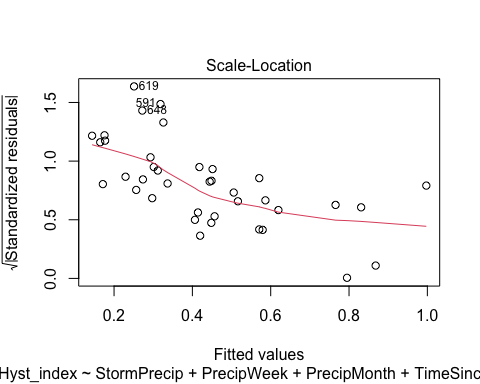 Scale-Location
√|Standardized residuals|
1.5
1.0
0.5
0.0
619
591
648
0.2 0.4 0.6 0.8 1.0
Fitted values
Hyst_index ~ StormPrecip + PrecipWeek + PrecipMonth + TimeSinc